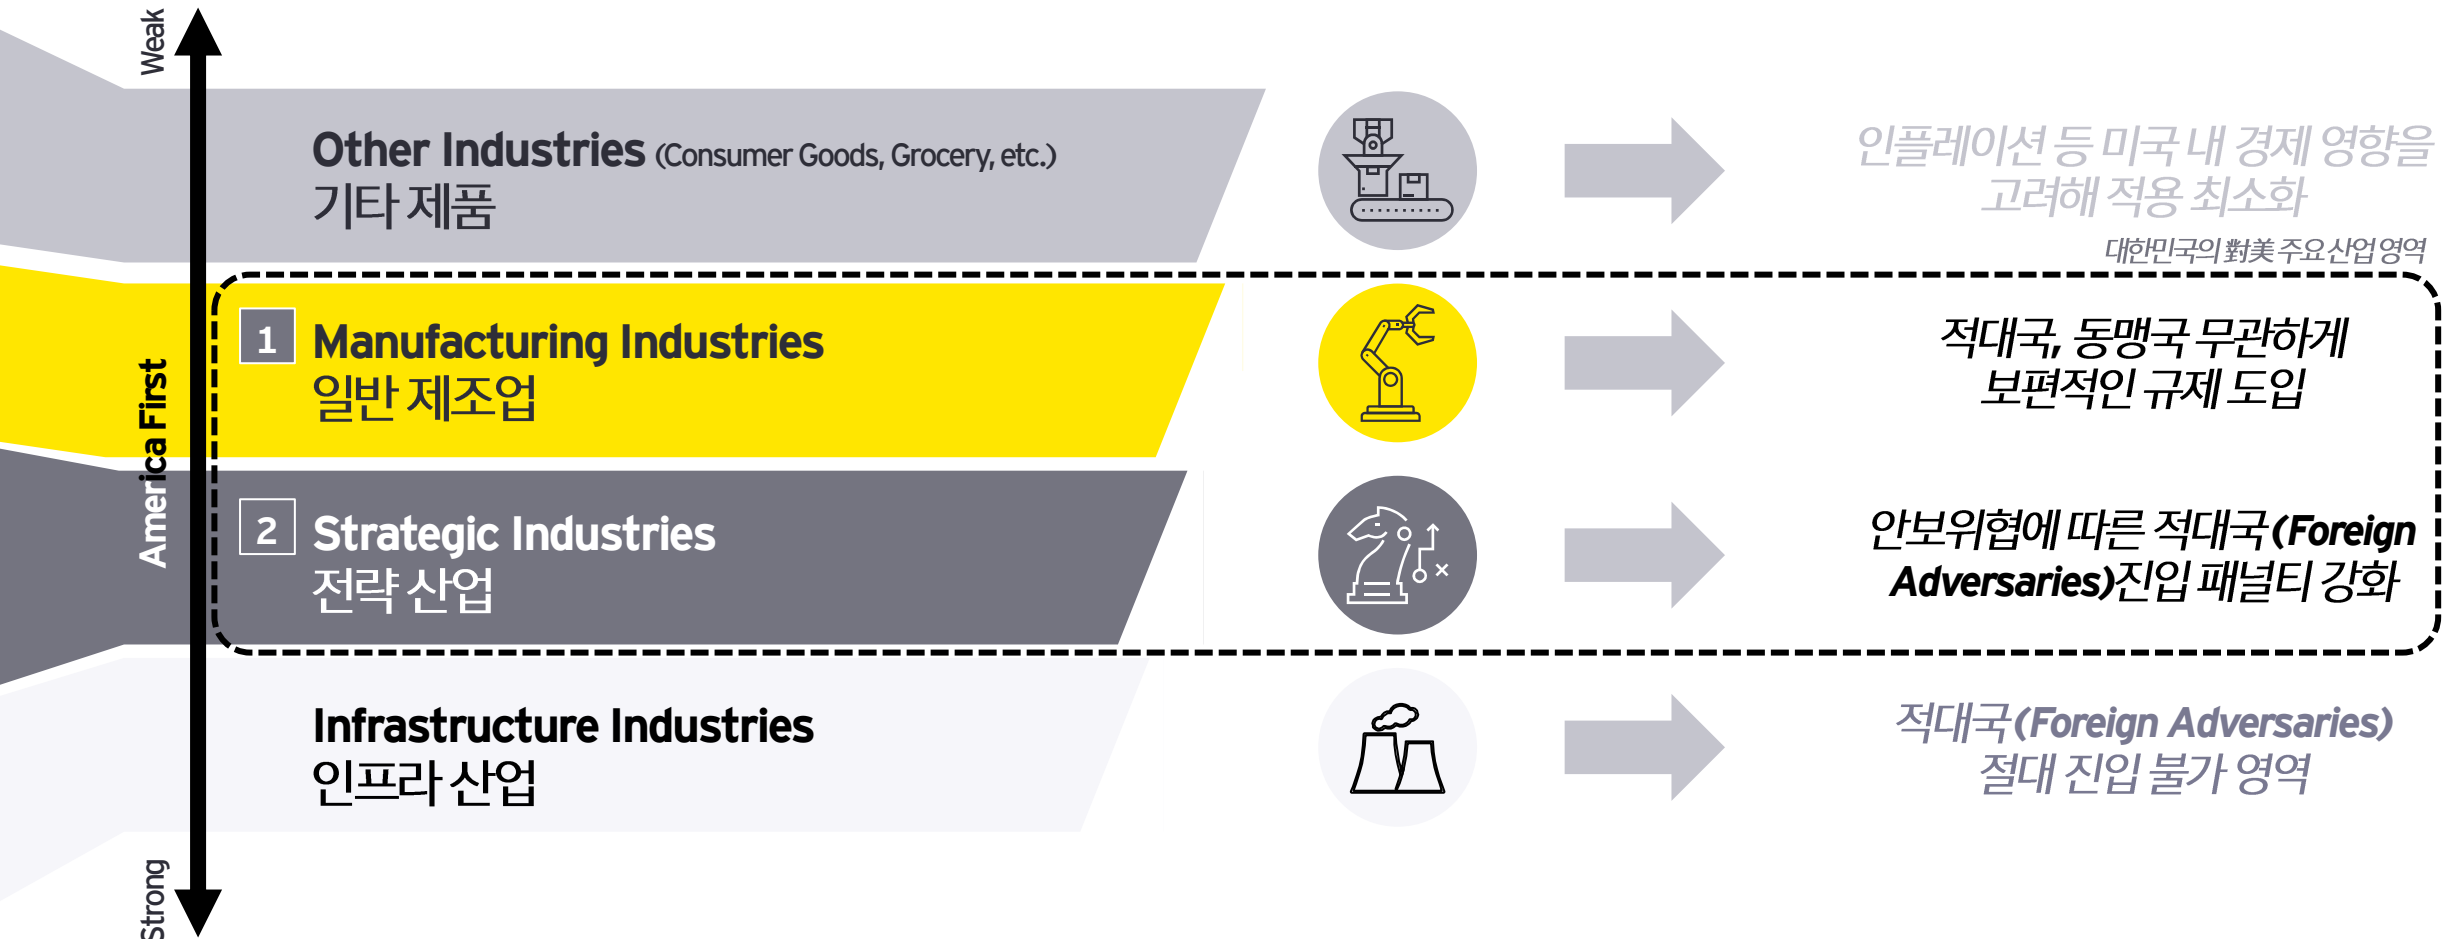 Weak
Other Industries (Consumer Goods, Grocery, etc.)
기타 제품
인플레이션 등 미국 내 경제 영향을
고려해 적용 최소화
대한민국의 對美 주요 산업 영역
America First
1 Manufacturing Industries
일반 제조업
적대국, 동맹국 무관하게
보편적인 규제 도입
2 Strategic Industries
전략 산업
안보위협에 따른 적대국(Foreign
Adversaries)진입 패널티 강화
Infrastructure Industries
인프라 산업
적대국(Foreign Adversaries)
절대 진입 불가 영역
Strong